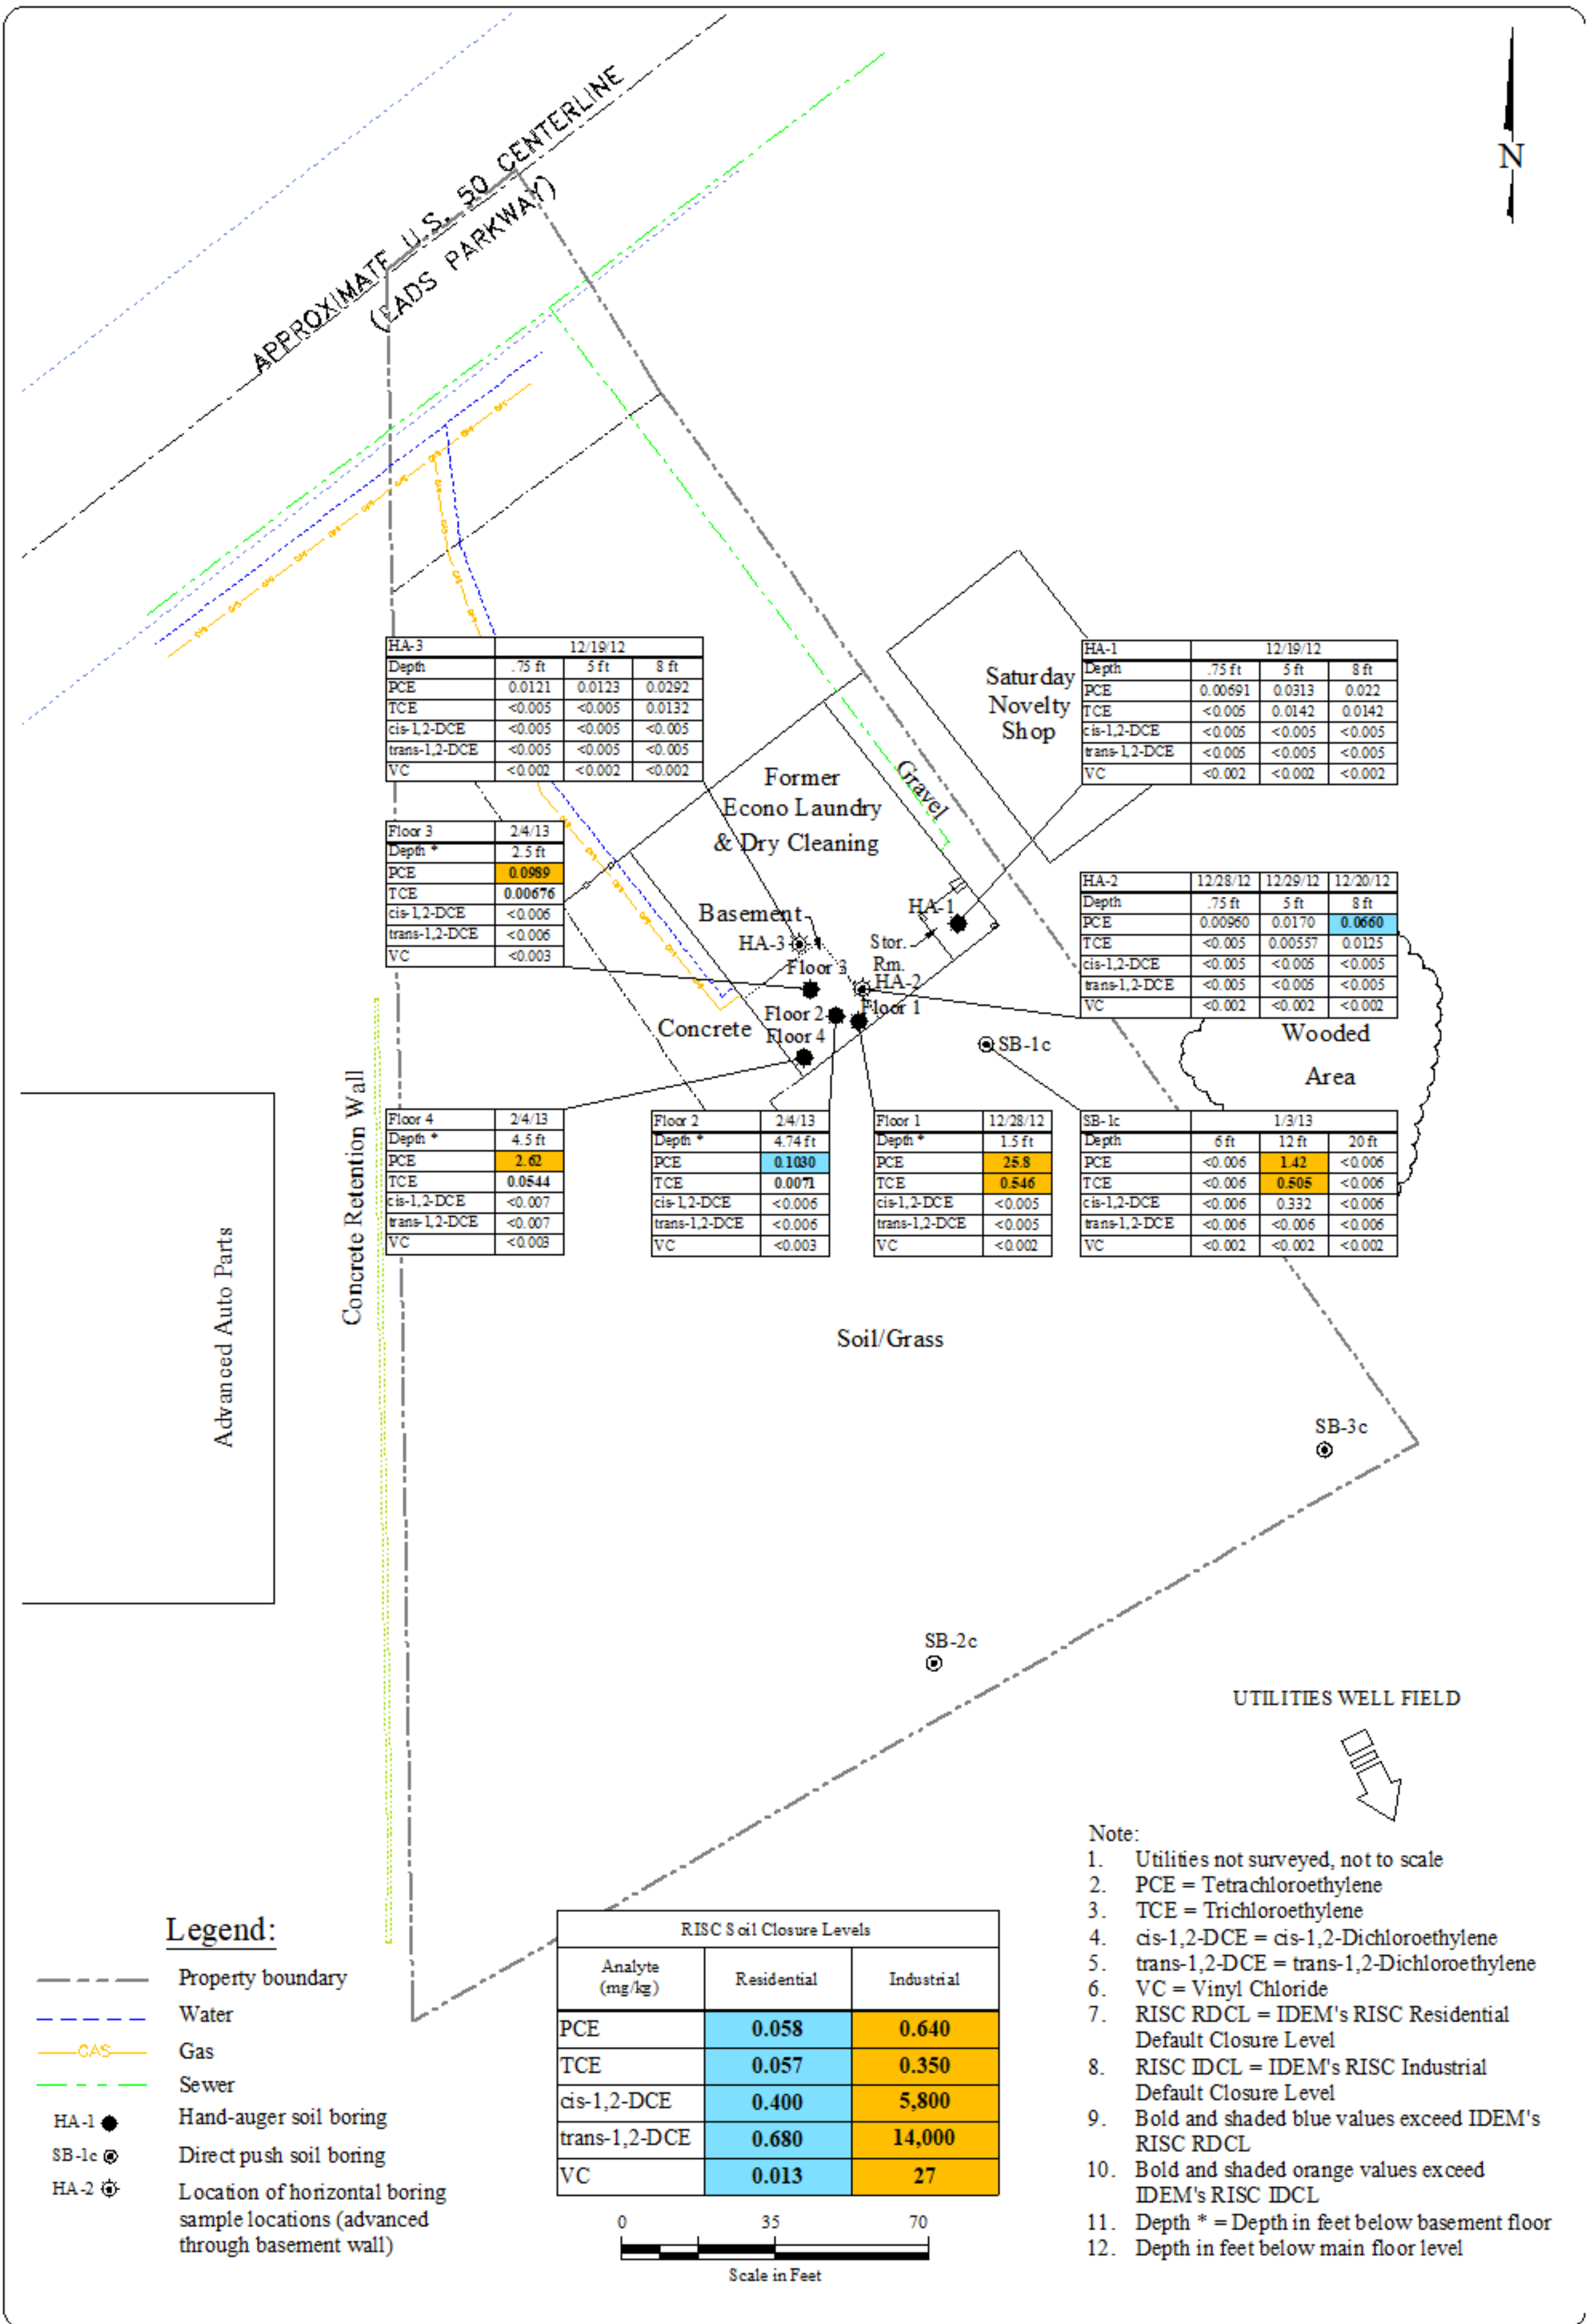 APPROXIMATE U.S. 50 CENTERLINE
(EADS PARKWAY)
N
GAS
HA-3 12/19/12
Depth .75 ft 5 ft 8 ft
PCE 0.0121 0.0123 0.0292
TCE <0.005 <0.005 0.0132
cis-1,2-DCE <0.005 <0.005 <0.005
trans-1,2-DCE <0.005 <0.005 <0.005
VC <0.002 <0.002 <0.002
Saturday
Novelty
Shop
HA-1 12/19/12
Depth .75 ft 5 ft 8 ft
PCE 0.00691 0.0313 0.022
TCE <0.005 0.0142 0.0142
cis-1,2-DCE <0.005 <0.005 <0.005
trans-1,2-DCE <0.005 <0.005 <0.005
VC <0.002 <0.002 <0.002
Former
Econo Laundry
& Dry Cleaning
Gravel
Floor 3 2/4/13
Depth * 2.5 ft
PCE 0.0989
TCE 0.00676
cis-1,2-DCE <0.006
trans-1,2-DCE <0.006
VC <0.003
HA-2 12/28/12 12/29/12 12/20/12
Depth .75 ft 5 ft 8 ft
PCE 0.00960 0.0170 0.0660
TCE <0.005 0.00557 0.0125
cis-1,2-DCE <0.005 <0.005 <0.005
trans-1,2-DCE <0.005 <0.005 <0.005
VC <0.002 <0.002 <0.002
Basement
HA-1
HA-3
Stor.
Rm.
Floor 3
HA-2
Floor 2
Floor 1
Floor 4
Concrete
SB-1c
Wooded
Area
Concrete Retention Wall
Advanced Auto Parts
Floor 4 2/4/13
Depth * 4.5 ft
PCE 2.62
TCE 0.0544
cis-1,2-DCE <0.007
trans-1,2-DCE <0.007
VC <0.003
Floor 2 2/4/13
Depth * 4.74 ft
PCE 0.1030
TCE 0.0071
cis-1,2-DCE <0.006
trans-1,2-DCE <0.006
VC <0.003
Floor 1 12/28/12
Depth * 1.5 ft
PCE 25.8
TCE 0.546
cis-1,2-DCE <0.005
trans-1,2-DCE <0.005
VC <0.002
SB-1c 1/3/13
Depth 6 ft 12 ft 20 ft
PCE <0.006 1.42 <0.006
TCE <0.006 0.505 <0.006
cis-1,2-DCE <0.006 0.332 <0.006
trans-1,2-DCE <0.006 <0.006 <0.006
VC <0.002 <0.002 <0.002
Soil/Grass
SB-3c
SB-2c
UTILITIES WELL FIELD
Legend:
Property boundary
Water
GAS Gas
Sewer
HA-1 Hand-auger soil boring
SB-1c Direct push soil boring
HA-2 Location of horizontal boring
sample locations (advanced
through basement wall)
RISC Soil Closure Levels
Analyte
(mg/kg) Residential Industrial
PCE 0.058 0.640
TCE 0.057 0.350
cis-1,2-DCE 0.400 5,800
trans-1,2-DCE 0.680 14,000
VC 0.013 27
0 35 70
Scale in Feet
Note:
1. Utilities not surveyed, not to scale
2. PCE = Tetrachloroethylene
3. TCE = Trichloroethylene
4. cis-1,2-DCE = cis-1,2-Dichloroethylene
5. trans-1,2-DCE = trans-1,2-Dichloroethylene
6. VC = Vinyl Chloride
7. RISC RDCL = IDEM's RISC Residential
Default Closure Level
8. RISC IDCL = IDEM's RISC Industrial
Default Closure Level
9. Bold and shaded blue values exceed IDEM's
RISC RDCL
10. Bold and shaded orange values exceed
IDEM's RISC IDCL
11. Depth * = Depth in feet below basement floor
12. Depth in feet below main floor level